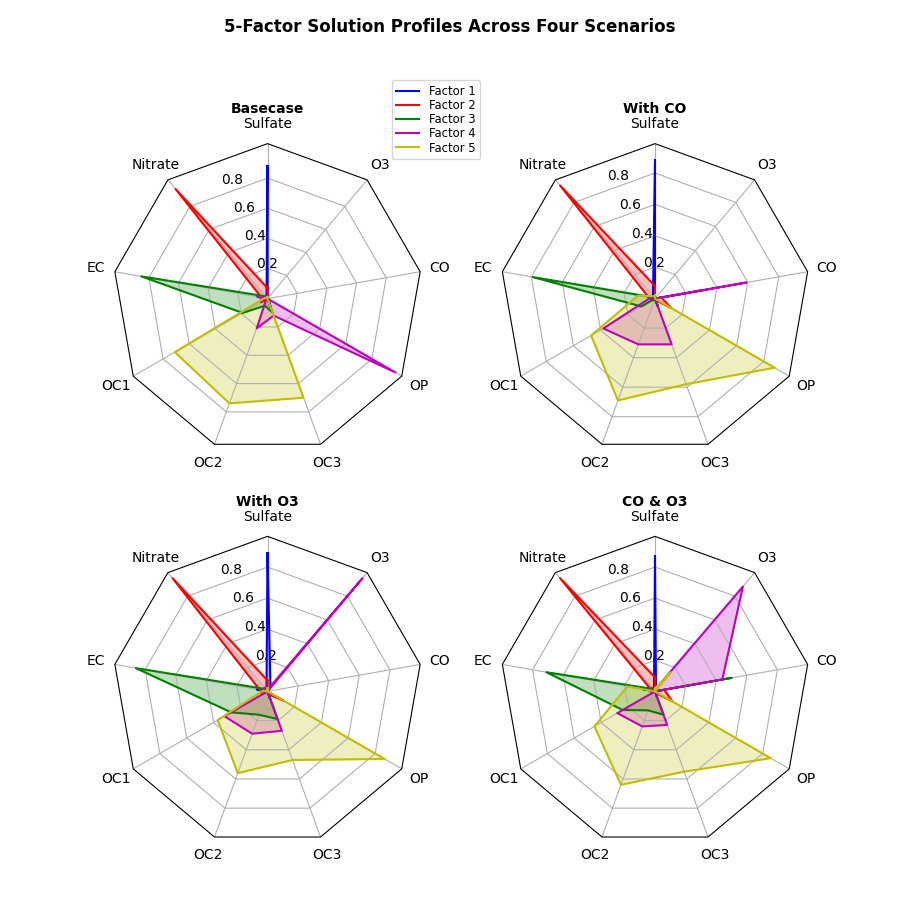 5-Factor Solution Profiles Across Four Scenarios
Factor 1
Factor 2
Factor 3
Factor 4
Factor 5
Basecase
Sulfate
Nitrate
O3
EC
CO
OC1
OP
OC2
OC3
0.8
0.6
0.4
0.2
With CO
Sulfate
Nitrate
O3
EC
CO
OC1
OP
OC2
OC3
0.8
0.6
0.4
0.2
With O3
Sulfate
Nitrate
O3
EC
CO
OC1
OP
OC2
OC3
0.8
0.6
0.4
0.2
CO & O3
Sulfate
Nitrate
O3
EC
CO
OC1
OP
OC2
OC3
0.8
0.6
0.4
0.2